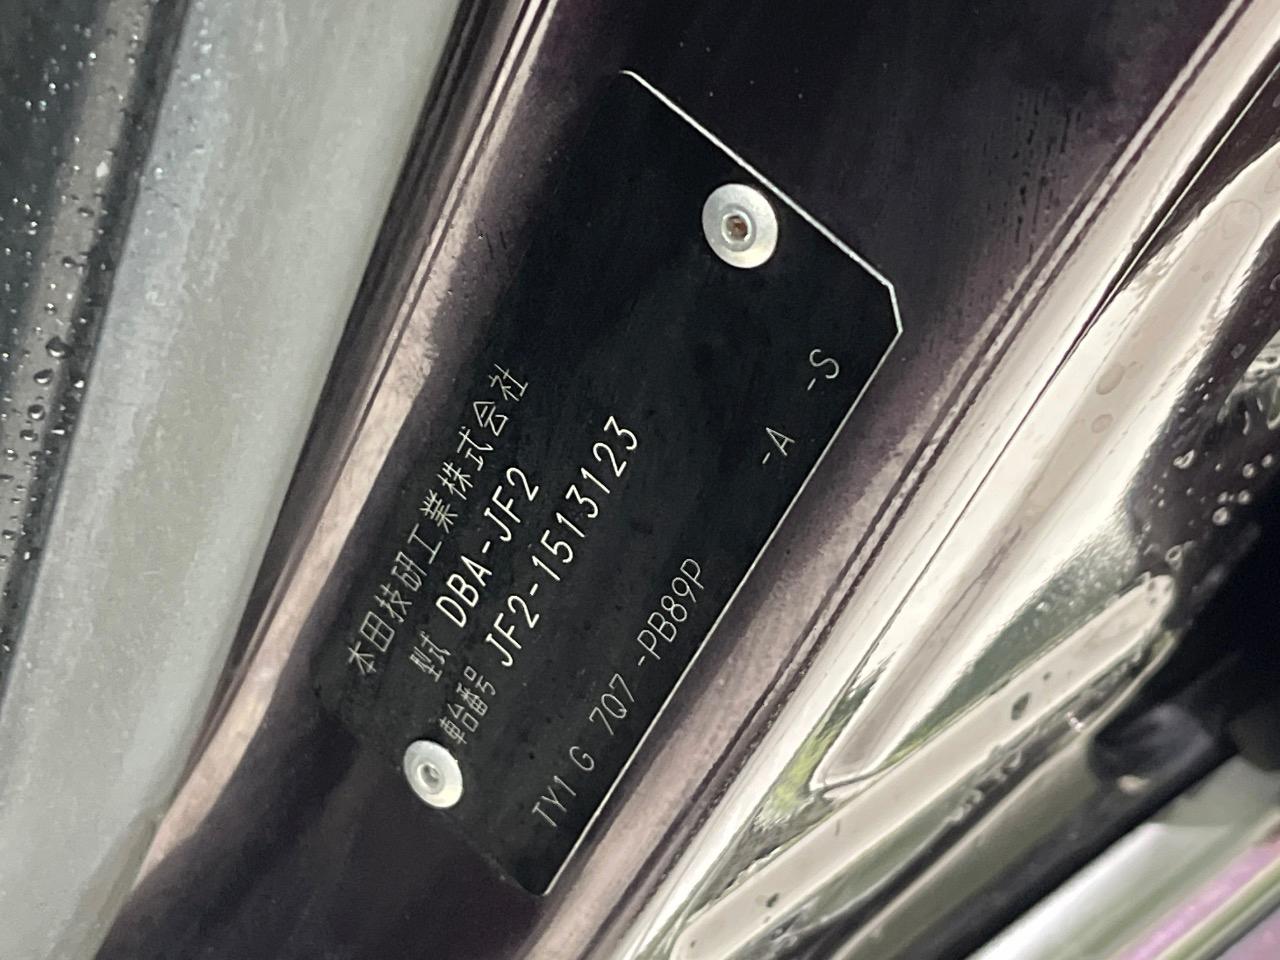 本田技研工業株式会社
型式 DBA-JF2
車台番号 JF2-1513123
TY1 G 7Q7 -PB89P -A -S